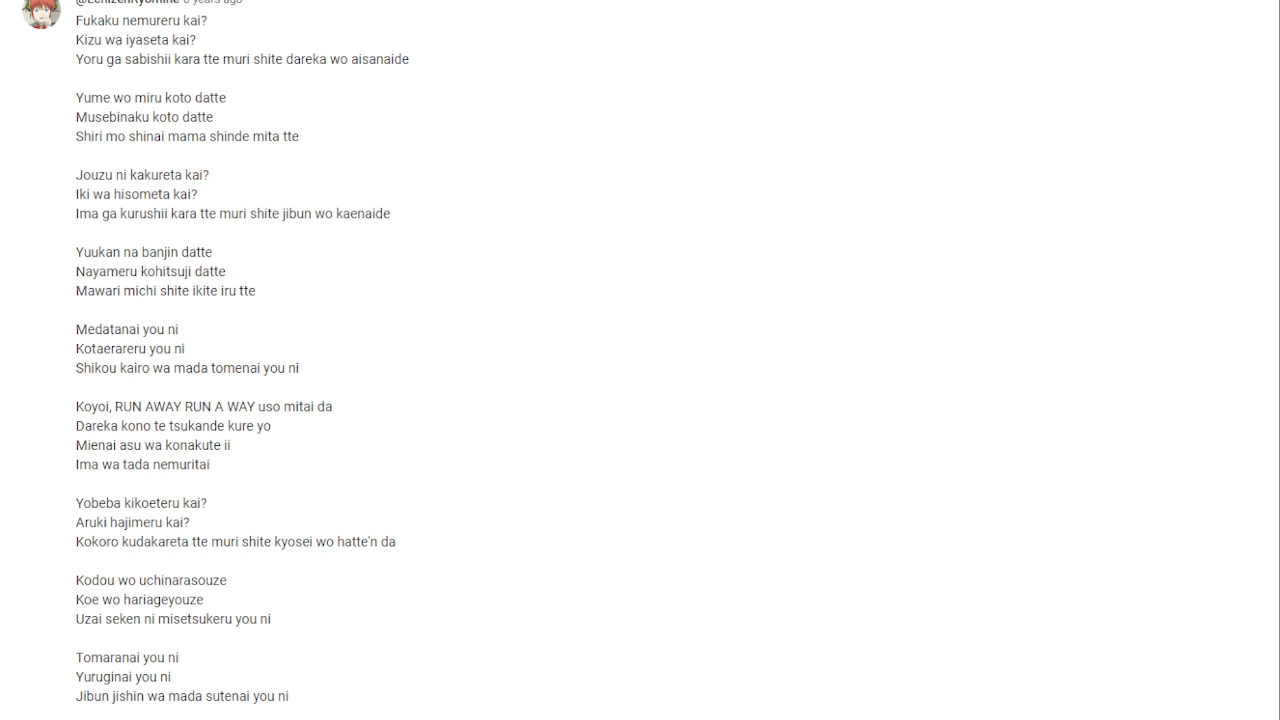 Fukaku nemureru kai?
Kizu wa iyaseta kai?
Yoru ga sabishii kara tte muri shite dareka wo aisanaide
Yume wo miru koto datte
Musebinaku koto datte
Shiri mo shinai mama shinde mita tte
Jouzu ni kakureta kai?
Iki wa hisometa kai?
Ima ga kurushii kara tte muri shite jibun wo kaenaide
Yuukan na banjin datte
Nayameru kohitsuji datte
Mawari michi shite ikite iru tte
Medatanai you ni
Kotaerareru you ni
Shikou kairo wa mada tomenai you ni
Koyoi, RUN AWAY RUN A WAY uso mitai da
Dareka kono te tsukande kure yo
Mienai asu wa konakute ii
Ima wa tada nemuritai
Yobeba kikoeteru kai?
Aruki hajimeru kai?
Kokoro kudakareta tte muri shite kyosei wo hatte'n da
Kodou wo uchinarasouze
Koe wo hariageyouze
Uzai seken ni misetsukeru you ni
Tomaranai you ni
Yuruginai you ni
Jibun jishin wa mada sutenai you ni